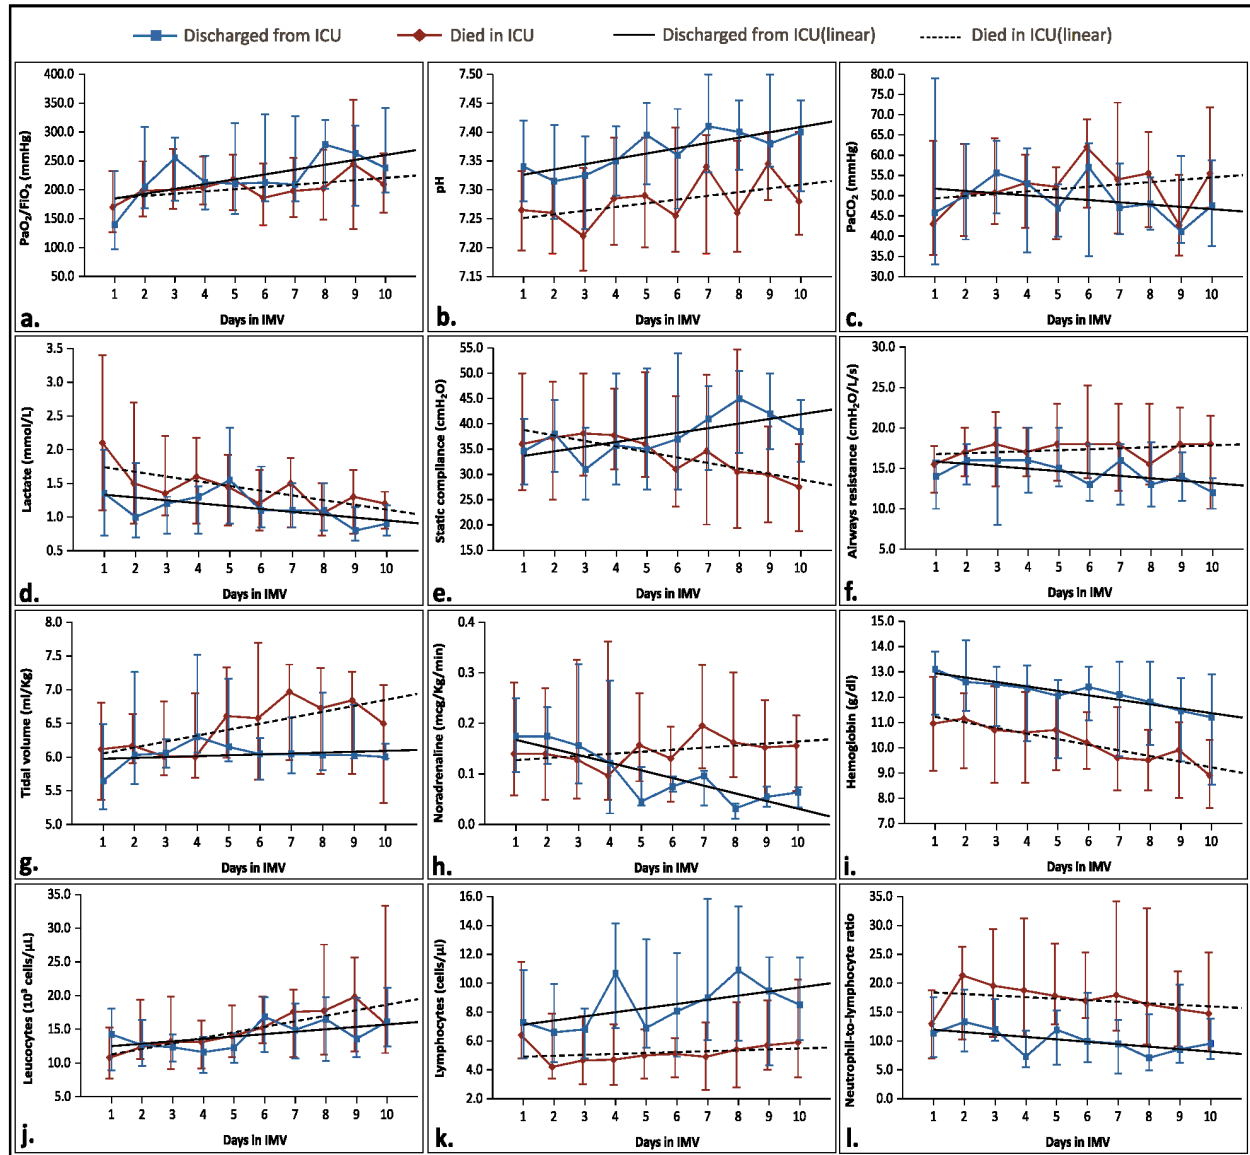 Discharged from ICU Died in ICU Discharged from ICU(linear) Died in ICU(linear)
PaO₂/FiO₂ (mmHg)
400.0
350.0
300.0
250.0
200.0
150.0
100.0
50.0
1 2 3 4 5 6 7 8 9 10
Days in IMV
a.
pH
7.50
7.45
7.40
7.35
7.30
7.25
7.20
7.15
1 2 3 4 5 6 7 8 9 10
Days in IMV
b.
PaCO₂ (mmHg)
80.0
75.0
70.0
65.0
60.0
55.0
50.0
45.0
40.0
35.0
30.0
1 2 3 4 5 6 7 8 9 10
Days in IMV
c.
Lactate (mmol/L)
3.5
3.0
2.5
2.0
1.5
1.0
0.5
1 2 3 4 5 6 7 8 9 10
Days in IMV
d.
Static compliance (cmH₂O)
55.0
50.0
45.0
40.0
35.0
30.0
25.0
20.0
15.0
1 2 3 4 5 6 7 8 9 10
Days in IMV
e.
Airways resistance (cmH₂O/L/s)
30.0
25.0
20.0
15.0
10.0
5.0
1 2 3 4 5 6 7 8 9 10
Days in IMV
f.
Tidal volume (ml/Kg)
8.0
7.5
7.0
6.5
6.0
5.5
5.0
1 2 3 4 5 6 7 8 9 10
Days in IMV
g.
Noradrenaline (mcg/Kg/min)
0.4
0.3
0.2
0.1
0.0
1 2 3 4 5 6 7 8 9 10
Days in IMV
h.
Hemoglobin (g/dl)
15.0
14.0
13.0
12.0
11.0
10.0
9.0
8.0
7.0
1 2 3 4 5 6 7 8 9 10
Days in IMV
i.
Leucocytes (10³ cells/µL)
35.0
30.0
25.0
20.0
15.0
10.0
5.0
1 2 3 4 5 6 7 8 9 10
Days in IMV
j.
Lymphocytes (cells/µl)
16.0
14.0
12.0
10.0
8.0
6.0
4.0
2.0
1 2 3 4 5 6 7 8 9 10
Days in IMV
k.
Neutrophil-to-lymphocyte ratio
35.0
30.0
25.0
20.0
15.0
10.0
5.0
0.0
1 2 3 4 5 6 7 8 9 10
Days in IMV
l.